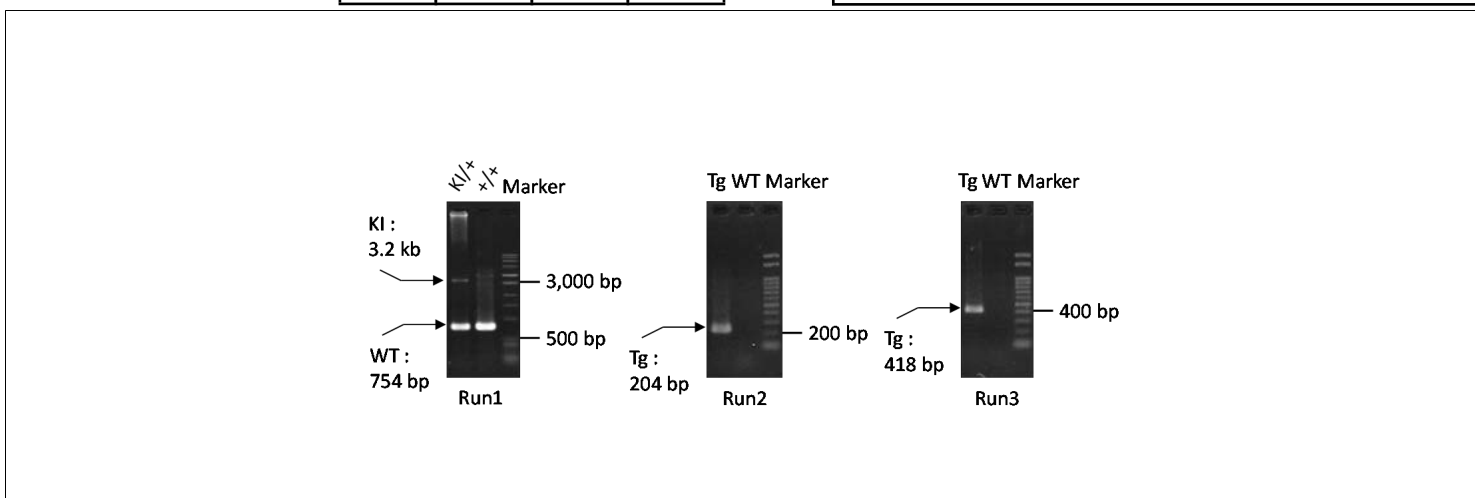 KI/+ +/+ Marker
KI :
3.2 kb
3,000 bp
500 bp
WT :
754 bp
Run1
Tg WT Marker
200 bp
Tg :
204 bp
Run2
Tg WT Marker
400 bp
Tg :
418 bp
Run3